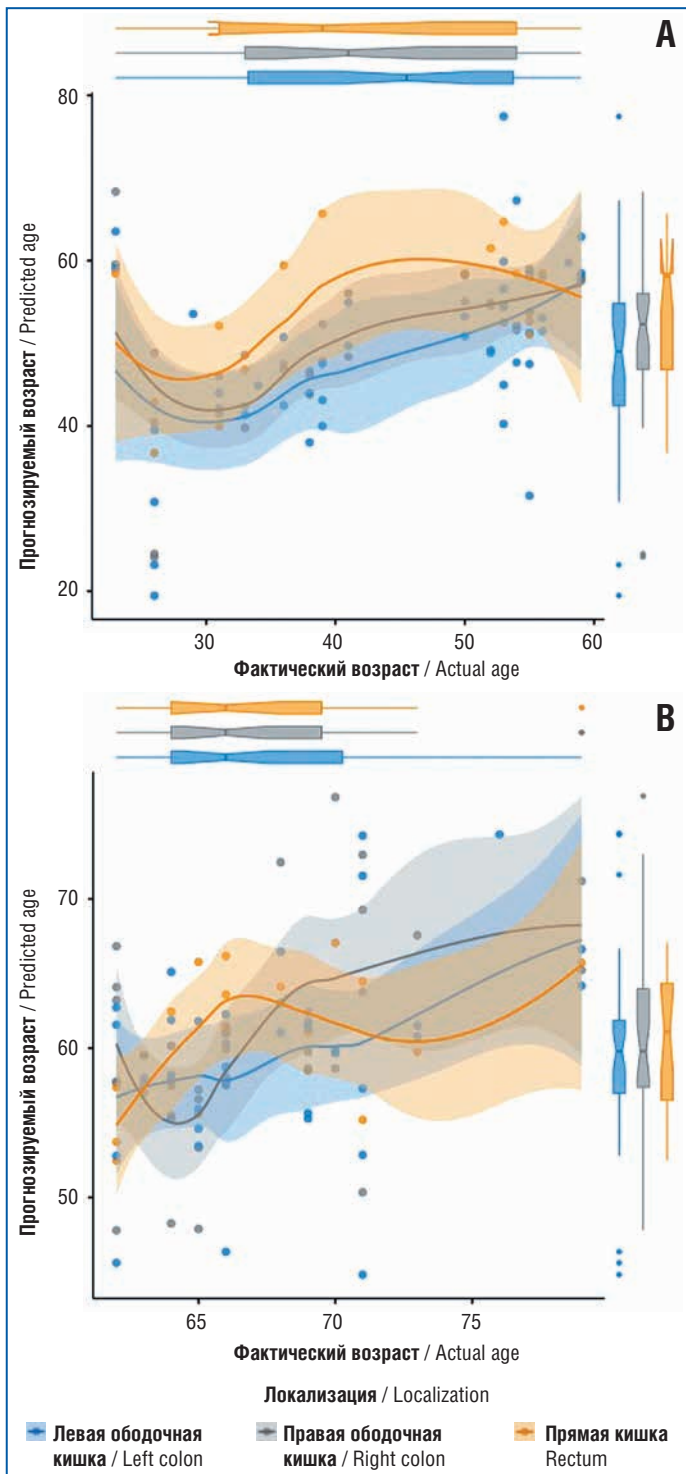 A
80
60
40
20
Прогнозируемый возраст / Predicted age
30 40 50 60
Фактический возраст / Actual age
B
70
60
50
Прогнозируемый возраст / Predicted age
65 70 75
Фактический возраст / Actual age
Локализация / Localization
Левая ободочная
кишка / Left colon
Правая ободочная
кишка / Right colon
Прямая кишка
Rectum